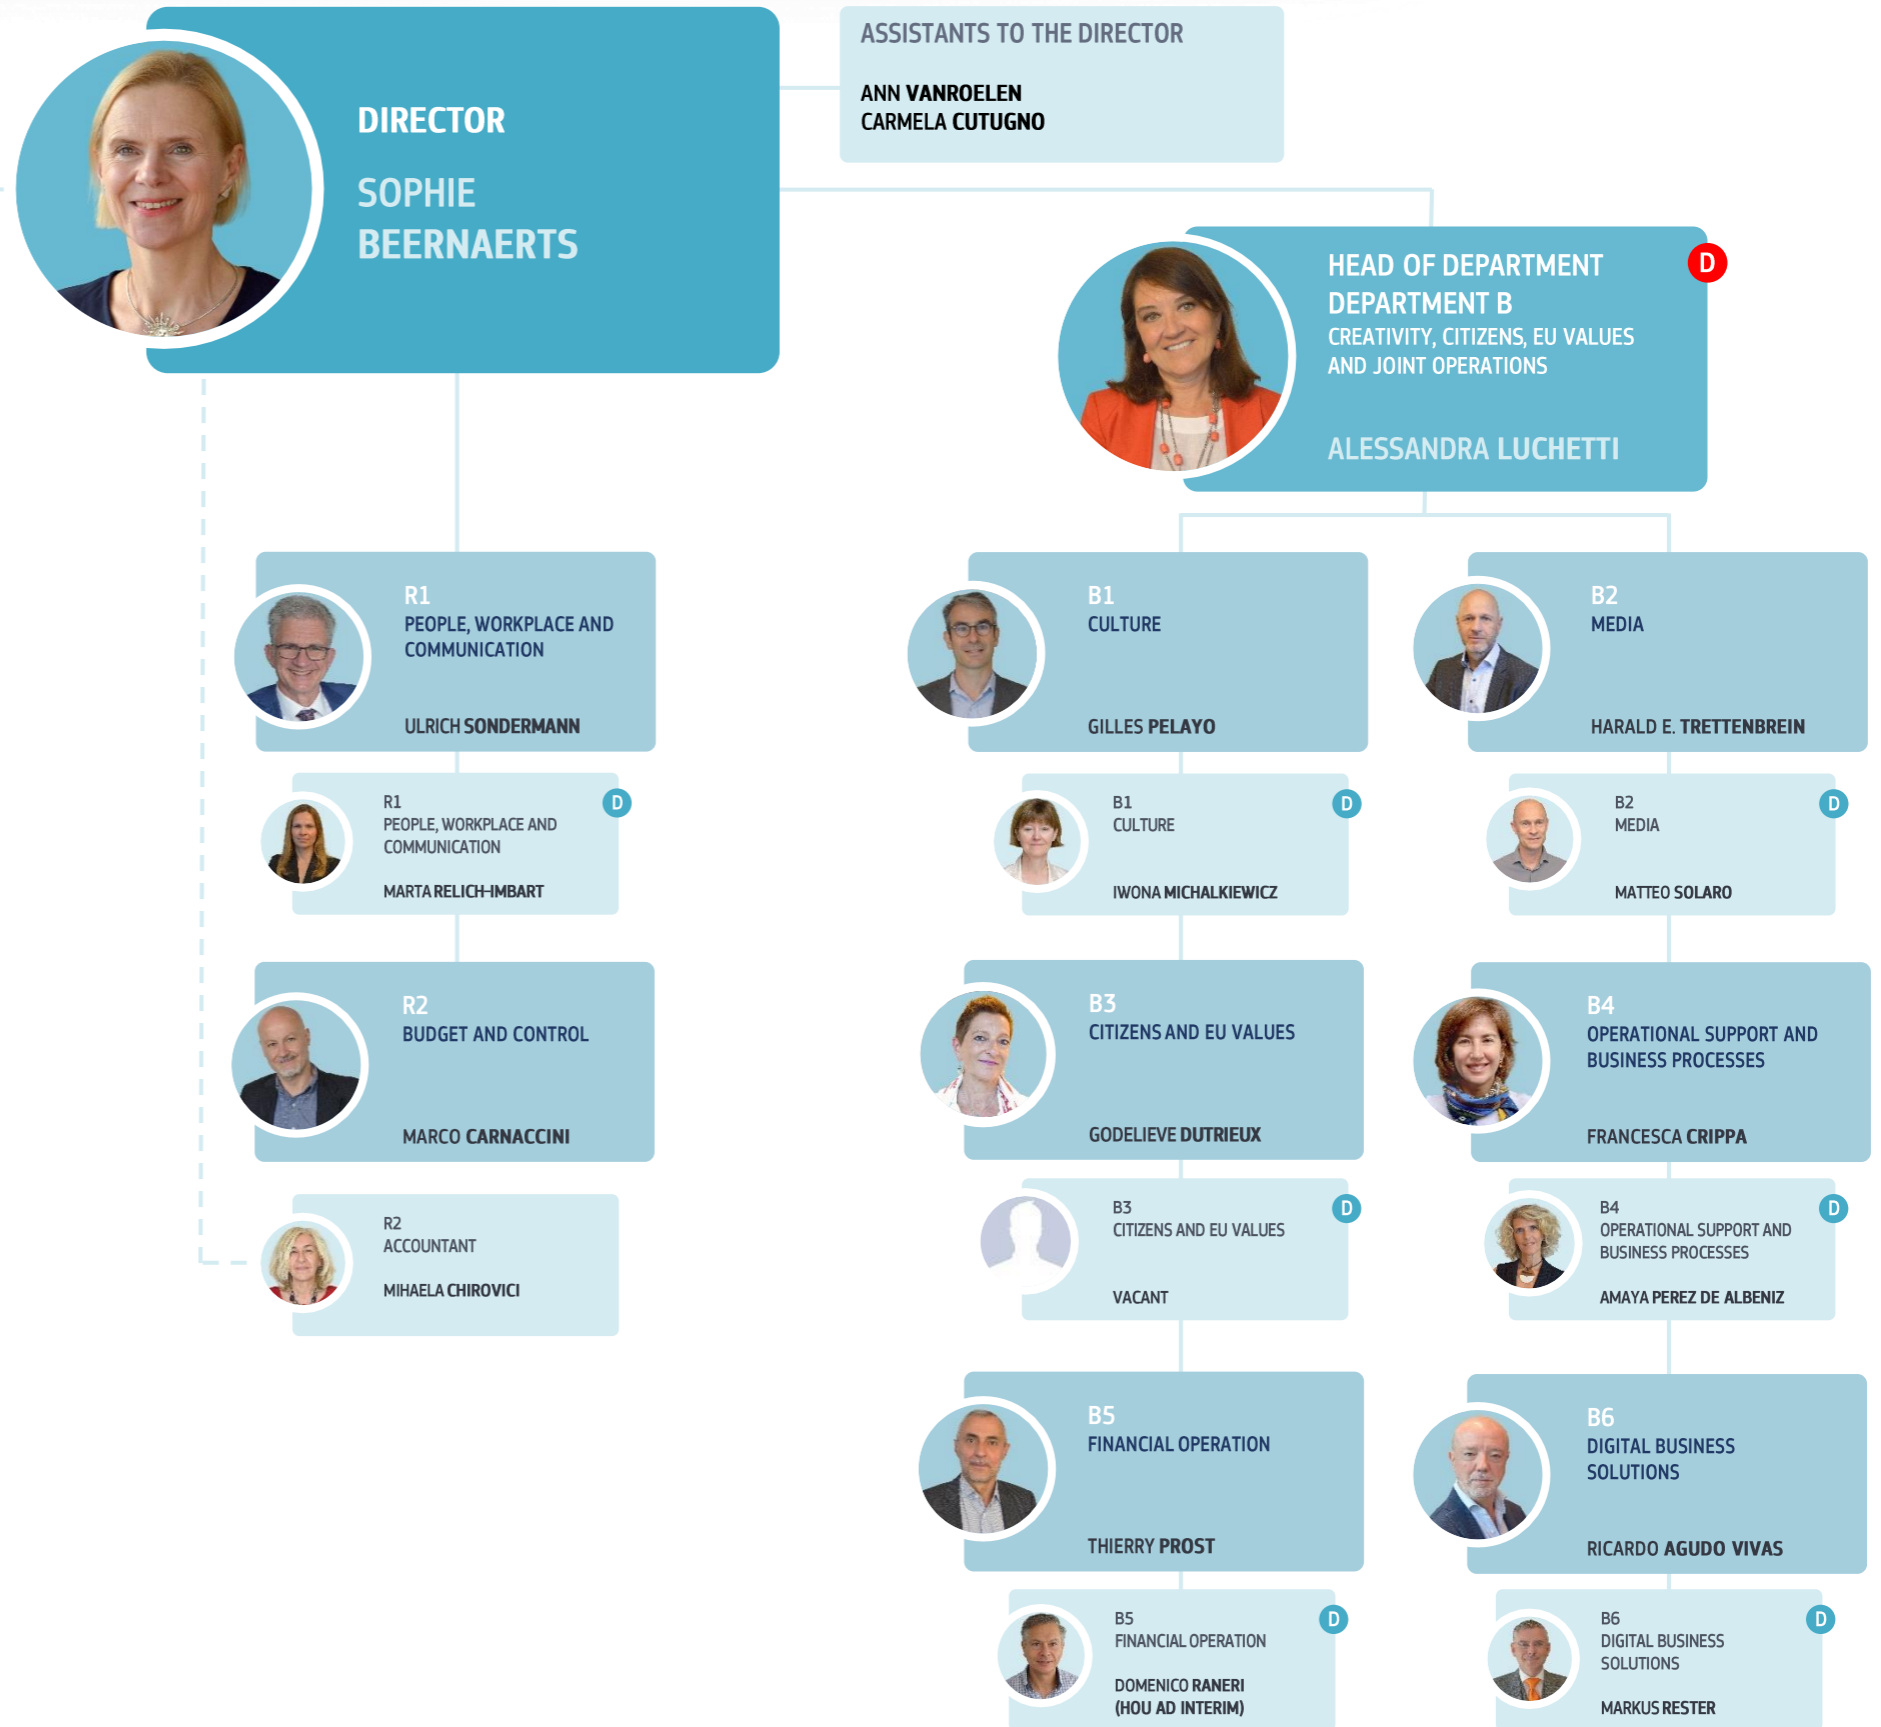 DIRECTOR
SOPHIE
BEERNAERTS
ASSISTANTS TO THE DIRECTOR
ANN VANROELEN
CARMELA CUTUGNO
HEAD OF DEPARTMENT
D
DEPARTMENT B
CREATIVITY, CITIZENS, EU VALUES
AND JOINT OPERATIONS
ALESSANDRA LUCHETTI
R1
PEOPLE, WORKPLACE AND
COMMUNICATION
ULRICH SONDERMANN
R1
D
PEOPLE, WORKPLACE AND
COMMUNICATION
MARTA RELICH-IMBART
R2
BUDGET AND CONTROL
MARCO CARNACCINI
R2
ACCOUNTANT
MIHAELA CHIROVICI
B1
CULTURE
GILLES PELAYO
B1
D
CULTURE
IWONA MICHALKIEWICZ
B3
CITIZENS AND EU VALUES
GODELIEVE DUTRIEUX
B3
D
CITIZENS AND EU VALUES
VACANT
B5
FINANCIAL OPERATION
THIERRY PROST
B5
D
FINANCIAL OPERATION
DOMENICO RANERI
(HOU AD INTERIM)
B2
MEDIA
HARALD E. TRETTENBREIN
B2
D
MEDIA
MATTEO SOLARO
B4
OPERATIONAL SUPPORT AND
BUSINESS PROCESSES
FRANCESCA CRIPPA
B4
D
OPERATIONAL SUPPORT AND
BUSINESS PROCESSES
AMAYA PEREZ DE ALBENIZ
B6
DIGITAL BUSINESS
SOLUTIONS
RICARDO AGUDO VIVAS
B6
D
DIGITAL BUSINESS
SOLUTIONS
MARKUS RESTER